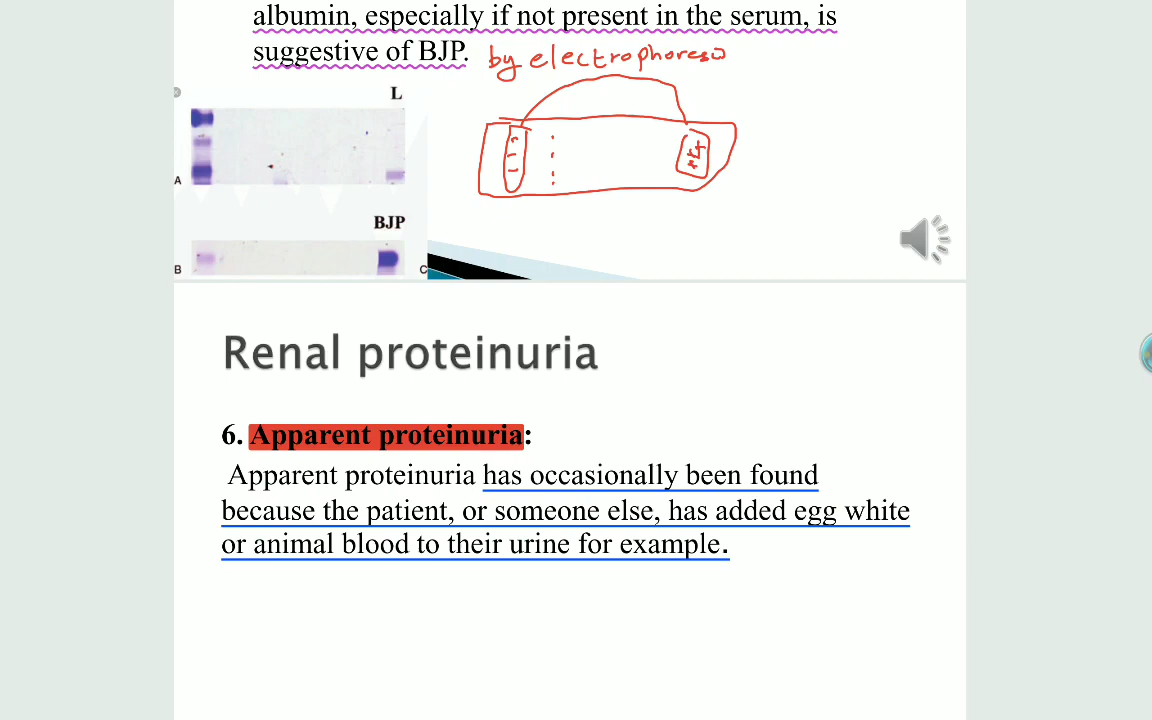 albumin, especially if not present in the serum, is
suggestive of BJP. by electrophoresis
L
A
BJP
B
C
Renal proteinuria
6. Apparent proteinuria:
Apparent proteinuria has occasionally been found
because the patient, or someone else, has added egg white
or animal blood to their urine for example.